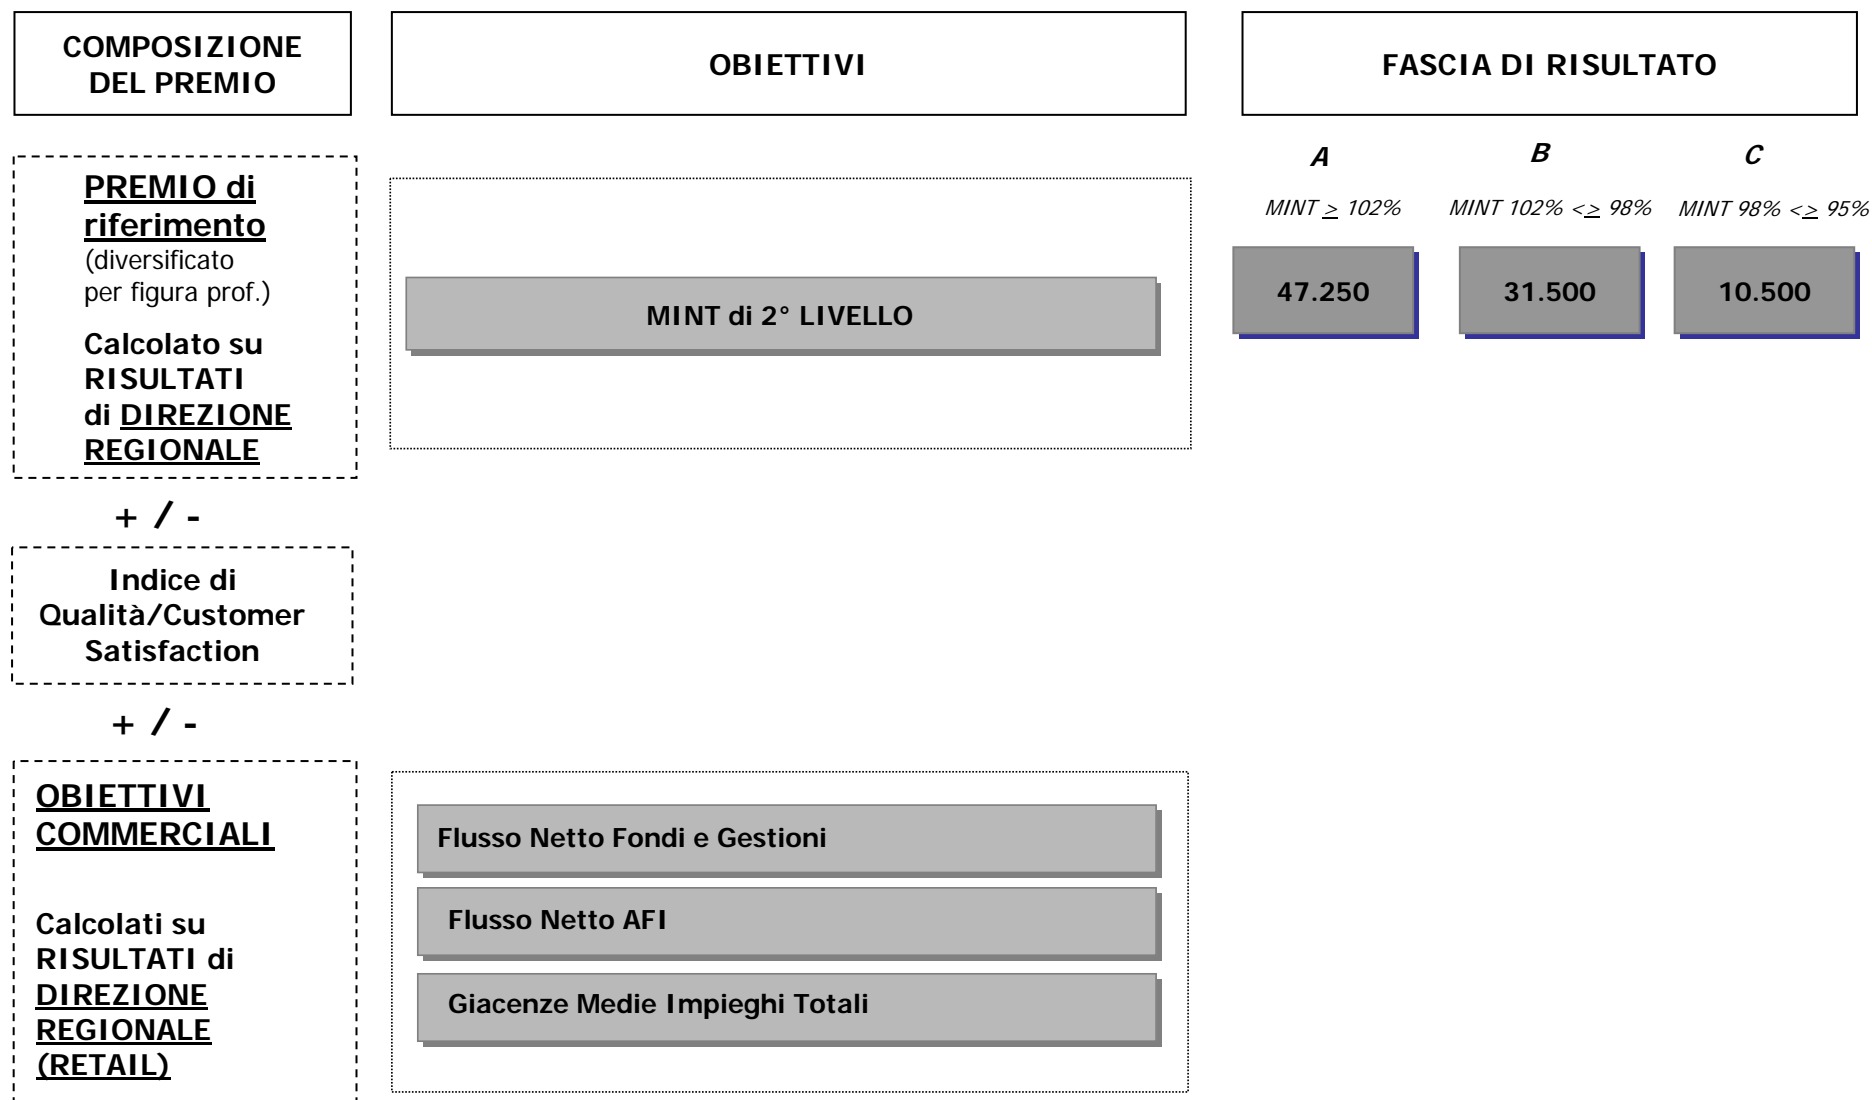 COMPOSIZIONE
DEL PREMIO
OBIETTIVI
FASCIA DI RISULTATO
PREMIO di
riferimento
(diversificato
per figura prof.)
Calcolato su
RISULTATI
di DIREZIONE
REGIONALE
MINT di 2° LIVELLO
A
B
C
MINT ≥ 102%
MINT 102% <≥ 98%
MINT 98% <≥ 95%
47.250
31.500
10.500
+ / -
Indice di
Qualità/Customer
Satisfaction
+ / -
OBIETTIVI
COMMERCIALI
Calcolati su
RISULTATI di
DIREZIONE
REGIONALE
(RETAIL)
Flusso Netto Fondi e Gestioni
Flusso Netto AFI
Giacenze Medie Impieghi Totali